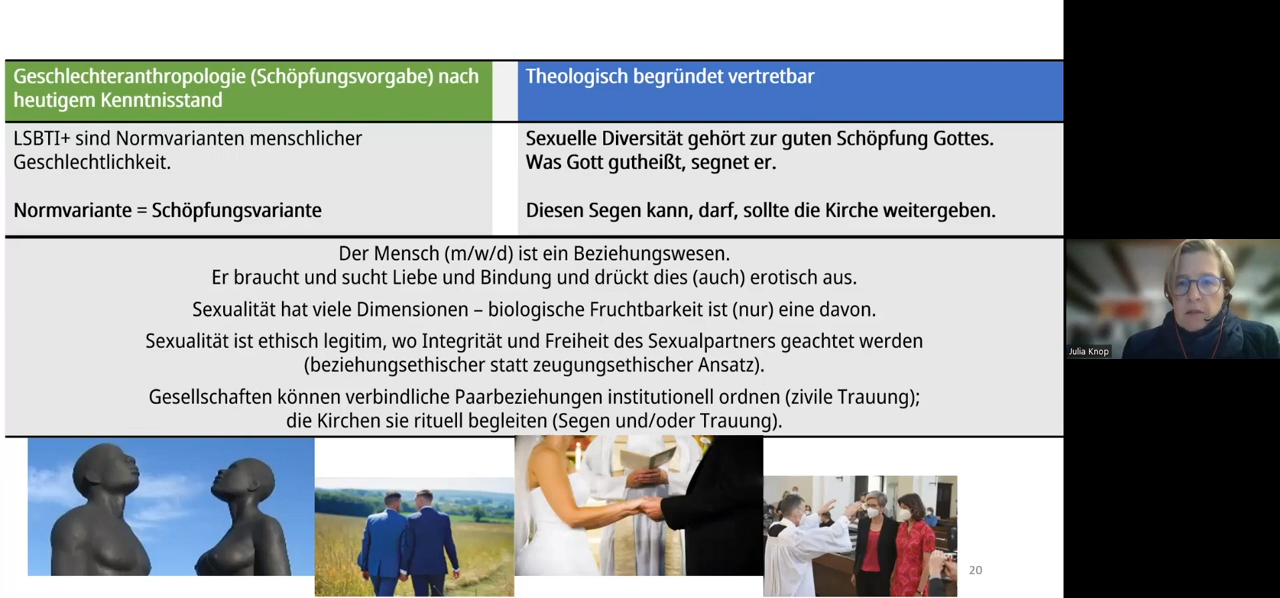 Geschlechteranthropologie (Schöpfungsvorgabe) nach
heutigem Kenntnisstand
Theologisch begründet vertretbar
LSBTI+ sind Normvarianten menschlicher
Geschlechtlichkeit.
Normvariante = Schöpfungsvariante
Sexuelle Diversität gehört zur guten Schöpfung Gottes.
Was Gott gutheißt, segnet er.
Diesen Segen kann, darf, sollte die Kirche weitergeben.
Der Mensch (m/w/d) ist ein Beziehungswesen.
Er braucht und sucht Liebe und Bindung und drückt dies (auch) erotisch aus.
Sexualität hat viele Dimensionen – biologische Fruchtbarkeit ist (nur) eine davon.
Sexualität ist ethisch legitim, wo Integrität und Freiheit des Sexualpartners geachtet werden
(beziehungsethischer statt zeugungsethischer Ansatz).
Gesellschaften können verbindliche Paarbeziehungen institutionell ordnen (zivile Trauung);
die Kirchen sie rituell begleiten (Segen und/oder Trauung).
20
Julia Knop